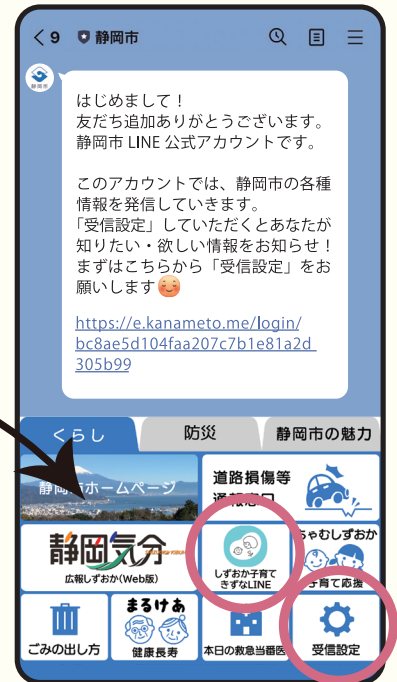 9 静岡市
静岡市
はじめまして！
友だち追加ありがとうございます。
静岡市 LINE 公式アカウントです。
このアカウントでは、静岡市の各種
情報を発信していきます。
「受信設定」していただくとあなたが
知りたい・欲しい情報をお知らせ！
まずはこちらから「受信設定」をお
願いします
https://e.kanameto.me/login/
bc8ae5d104faa207c7b1e81a2d
305b99
くらし
防災
静岡市の魅力
静岡市ホームページ
道路損傷等
通報窓口
静岡気分
広報しずおか(Web版)
しずおか子育て
きずなLINE
ちゃむしずおか
子育て応援
ごみの出し方
まるけあ
健康長寿
本日の救急当番医
受信設定